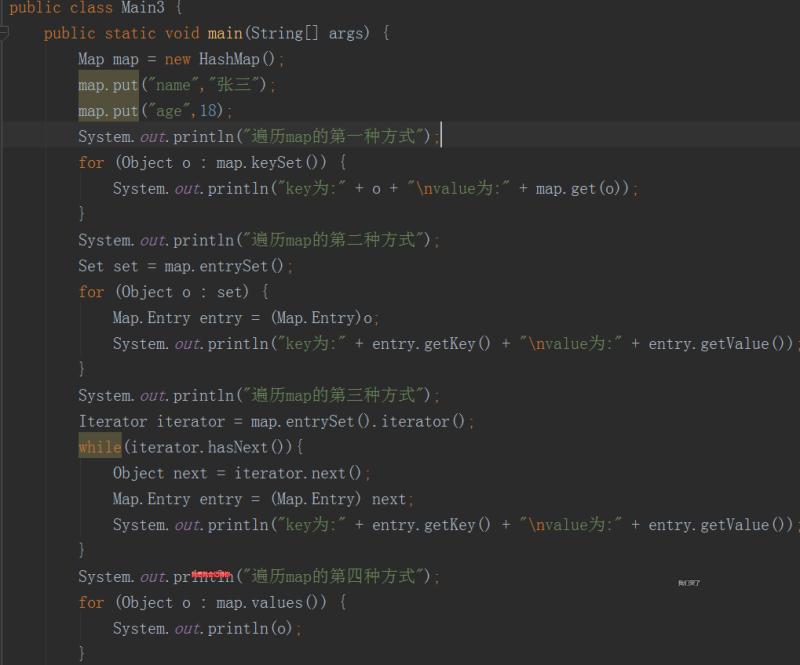 public class Main3 {
public static void main(String[] args) {
Map map = new HashMap();
map.put("name","张三");
map.put("age",18);
System.out.println("遍历map的第一种方式");
for (Object o : map.keySet()) {
System.out.println("key为:" + o + "\nvalue为:" + map.get(o));
}
System.out.println("遍历map的第二种方式");
Set set = map.entrySet();
for (Object o : set) {
Map.Entry entry = (Map.Entry)o;
System.out.println("key为:" + entry.getKey() + "\nvalue为:" + entry.getValue());
}
System.out.println("遍历map的第三种方式");
Iterator iterator = map.entrySet().iterator();
while(iterator.hasNext()){
Object next = iterator.next();
Map.Entry entry = (Map.Entry) next;
System.out.println("key为:" + entry.getKey() + "\nvalue为:" + entry.getValue());
}
System.out.println("遍历map的第四种方式");
for (Object o : map.values()) {
System.out.println(o);
}